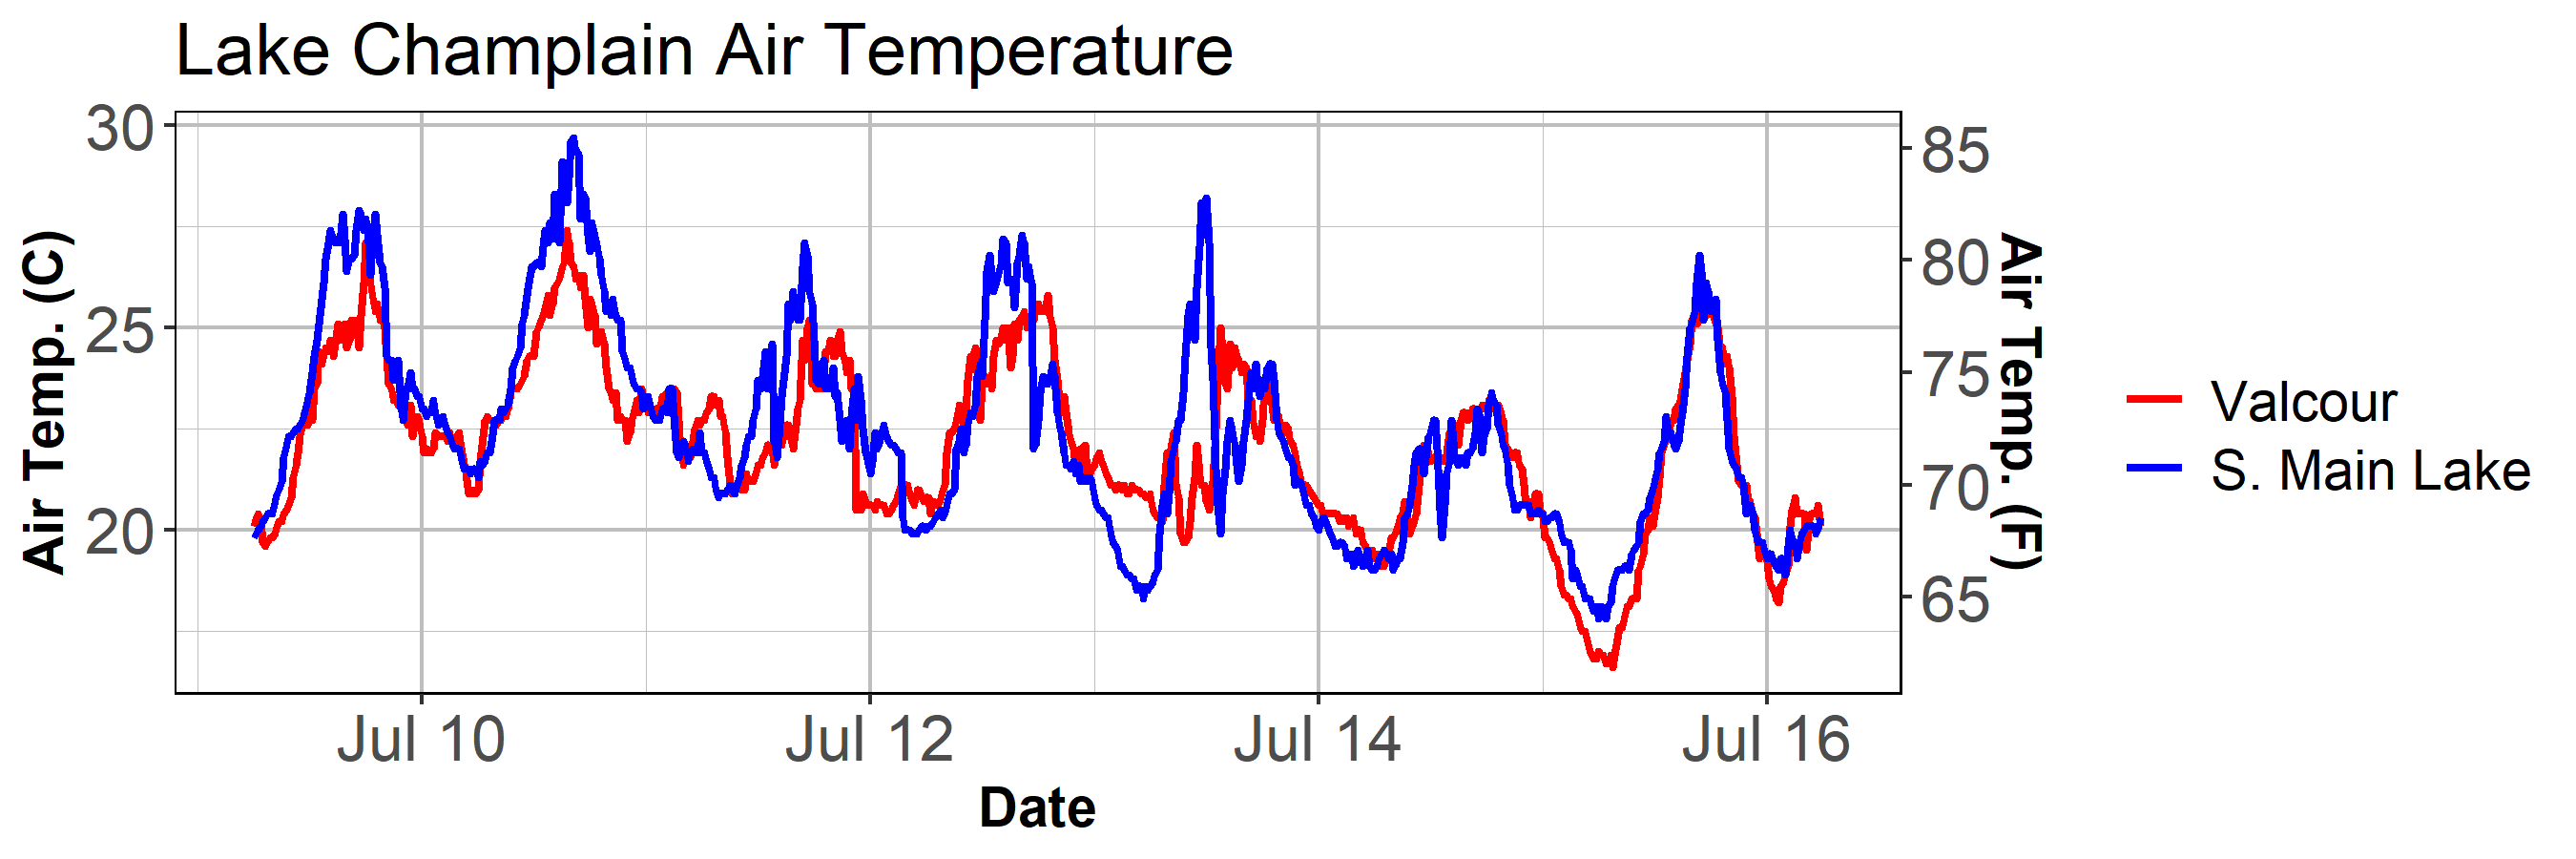 Lake Champlain Air Temperature
30
25
20
Air Temp. (C)
85
80
75
70
65
Air Temp. (F)
Jul 10
Jul 12
Jul 14
Jul 16
Date
Valcour
S. Main Lake